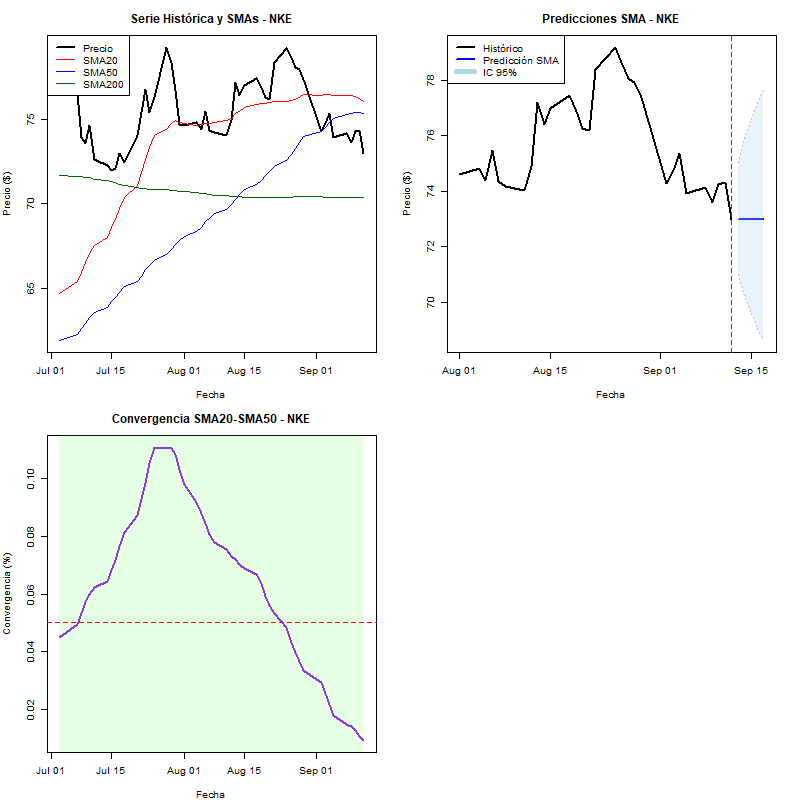 Serie Histórica y SMAs - NKE
Precio
SMA20
SMA50
SMA200
Precio ($)
75
70
65
Jul 01
Jul 15
Aug 01
Aug 15
Sep 01
Fecha
Predicciones SMA - NKE
Histórico
Predicción SMA
IC 95%
Precio ($)
78
76
74
72
70
Aug 01
Aug 15
Sep 01
Sep 15
Fecha
Convergencia SMA20-SMA50 - NKE
Convergencia (%)
0.10
0.08
0.06
0.04
0.02
Jul 01
Jul 15
Aug 01
Aug 15
Sep 01
Fecha